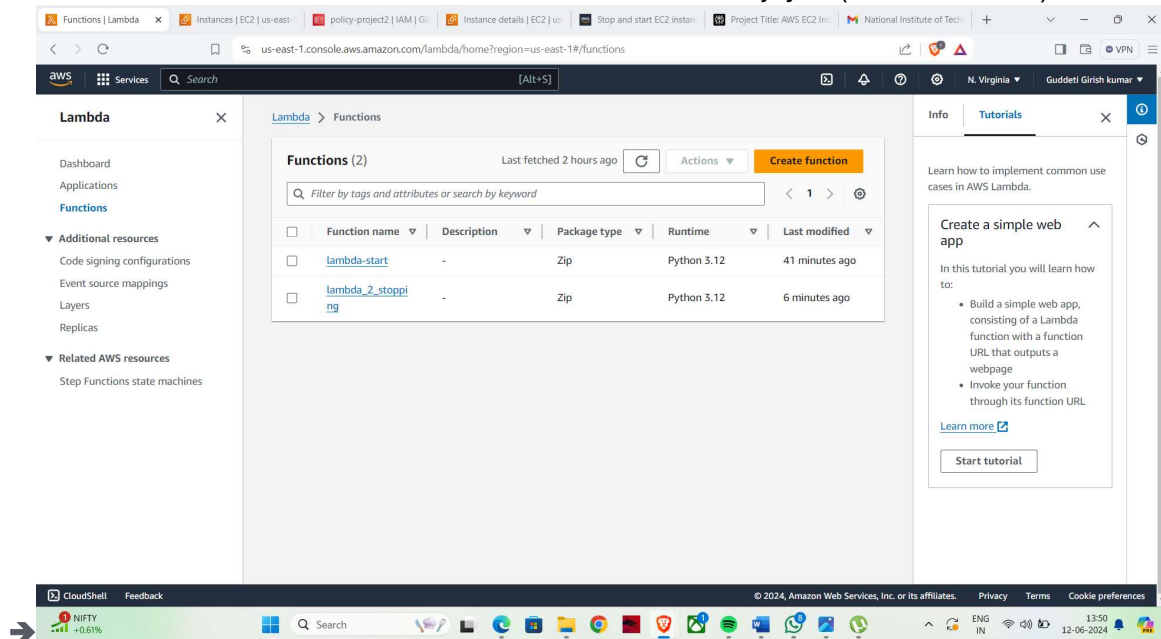 Functions | Lambda
Instances | EC2 | us-east-
policy-project2 | IAM | Gl
Instance details | EC2 | us
Stop and start EC2 instan
Project Title: AWS EC2 Ins
National Institute of Tech
us-east-1.console.aws.amazon.com/lambda/home?region=us-east-1#/functions
VPN
aws
Services
Search
[Alt+S]
N. Virginia
Guddeti Girish kumar
Lambda
Dashboard
Applications
Functions
Additional resources
Code signing configurations
Event source mappings
Layers
Replicas
Related AWS resources
Step Functions state machines
Lambda > Functions
Functions (2)
Last fetched 2 hours ago
Actions
Create function
Filter by tags and attributes or search by keyword
1
Function name
Description
Package type
Runtime
Last modified
lambda-start
-
Zip
Python 3.12
41 minutes ago
lambda_2_stoppi
ng
-
Zip
Python 3.12
6 minutes ago
Info
Tutorials
Learn how to implement common use
cases in AWS Lambda.
Create a simple web
app
In this tutorial you will learn how
to:
Build a simple web app,
consisting of a Lambda
function with a function
URL that outputs a
webpage
Invoke your function
through its function URL
Learn more
Start tutorial
CloudShell
Feedback
© 2024, Amazon Web Services, Inc. or its affiliates.
Privacy
Terms
Cookie preferences
1
NIFTY
+0.61%
Search
ENG
IN
13:50
12-06-2024